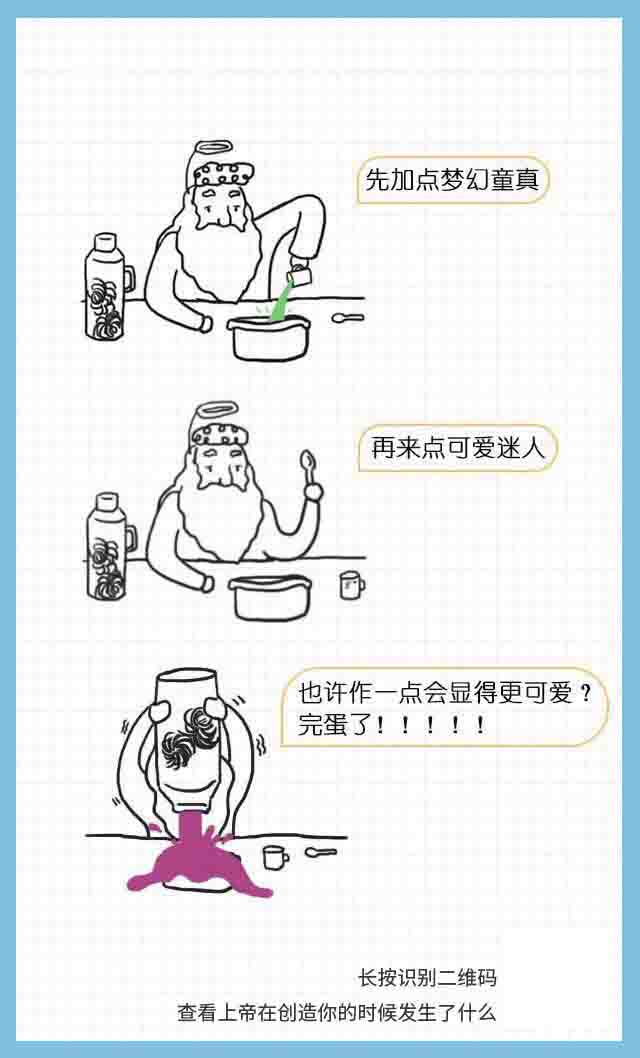 先加点梦幻童真
再来点可爱迷人
也许作一点会显得更可爱？
完蛋了！！！！！
长按识别二维码
查看上帝在创造你的时候发生了什么